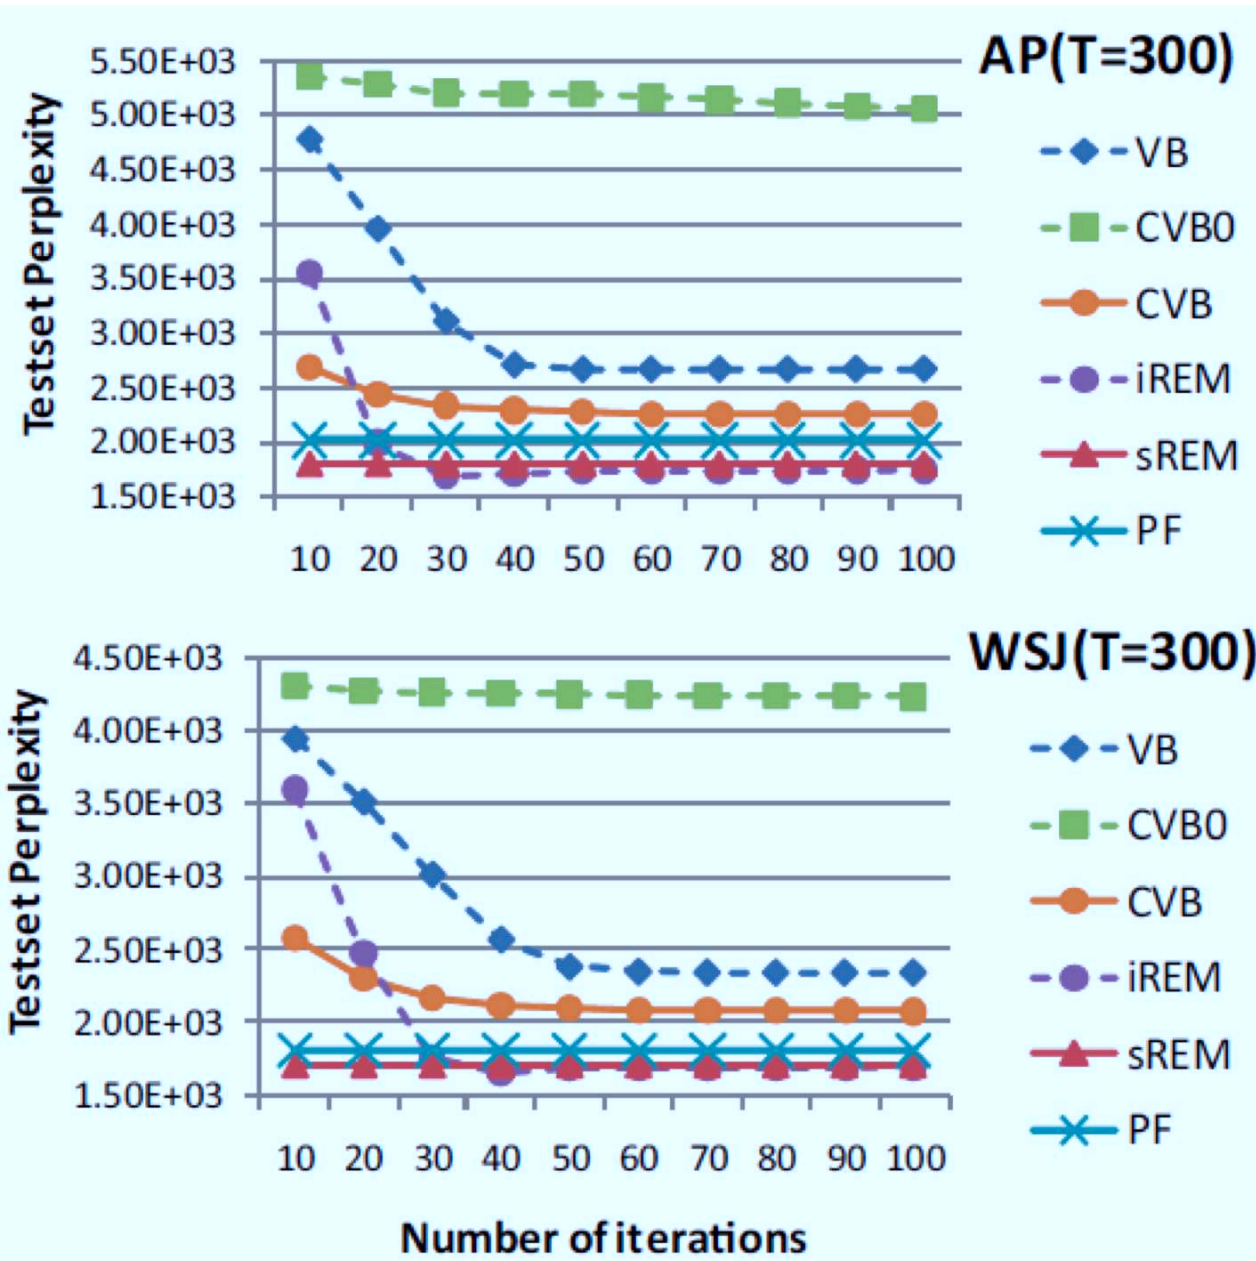 AP(T=300)
Testset Perplexity
5.50E+03
5.00E+03
4.50E+03
4.00E+03
3.50E+03
3.00E+03
2.50E+03
2.00E+03
1.50E+03
10 20 30 40 50 60 70 80 90 100
VB
CVB0
CVB
iREM
sREM
PF
WSJ(T=300)
Testset Perplexity
4.50E+03
4.00E+03
3.50E+03
3.00E+03
2.50E+03
2.00E+03
1.50E+03
10 20 30 40 50 60 70 80 90 100
VB
CVB0
CVB
iREM
sREM
PF
Number of iterations